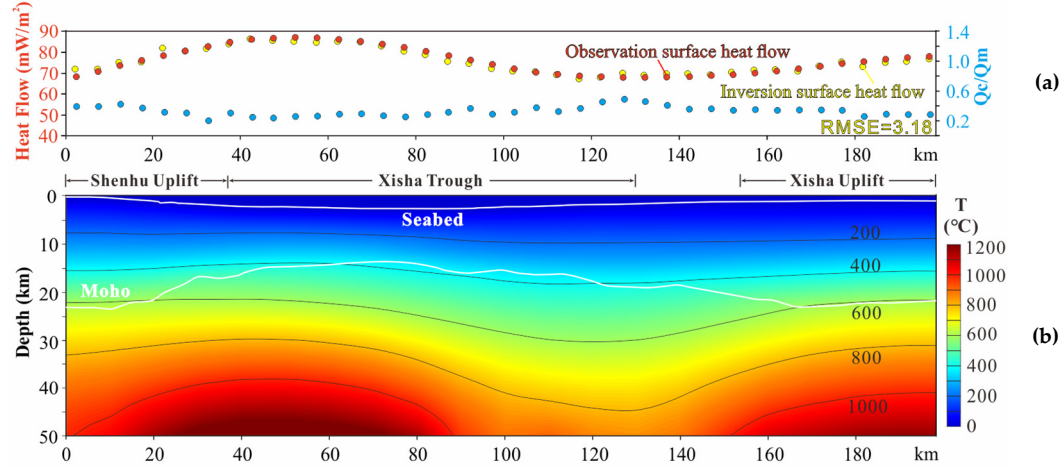 90
80
70
60
50
40
Heat Flow (mW/m²)
1.4
1.0
0.6
0.2
Qc/Qm
Observation surface heat flow
Inversion surface heat flow
RMSE=3.18
(a)
0 20 40 60 80 100 120 140 160 180 km
Shenhu Uplift Xisha Trough Xisha Uplift
0
10
20
30
40
50
Depth (km)
Seabed
Moho
200
400
600
800
1000
T
(°C)
1200
1000
800
600
400
200
0
(b)
0 20 40 60 80 100 120 140 160 180 km